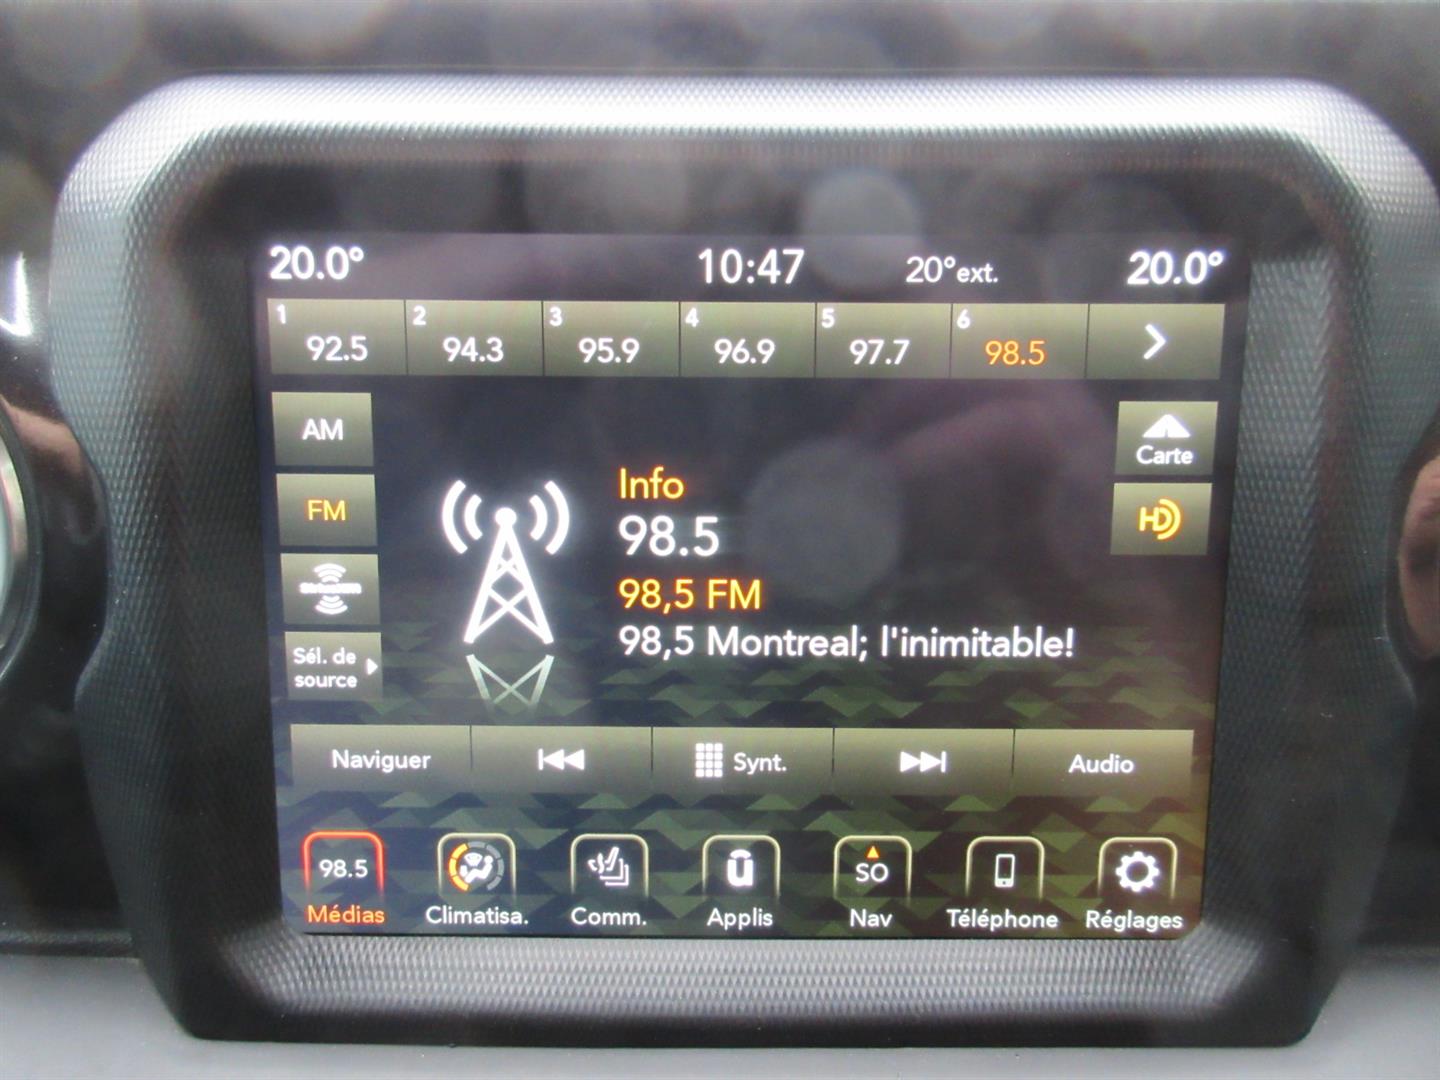 20.0° 10:47 20°ext. 20.0°
1 2 3 4 5 6
92.5 94.3 95.9 96.9 97.7 98.5
AM
FM
Sél. de
source
Carte
HD
Info
98.5
98,5 FM
98,5 Montreal; l'inimitable!
Naviguer Synt. Audio
98.5 SO
Médias Climatisa. Comm. Applis Nav Téléphone Réglages